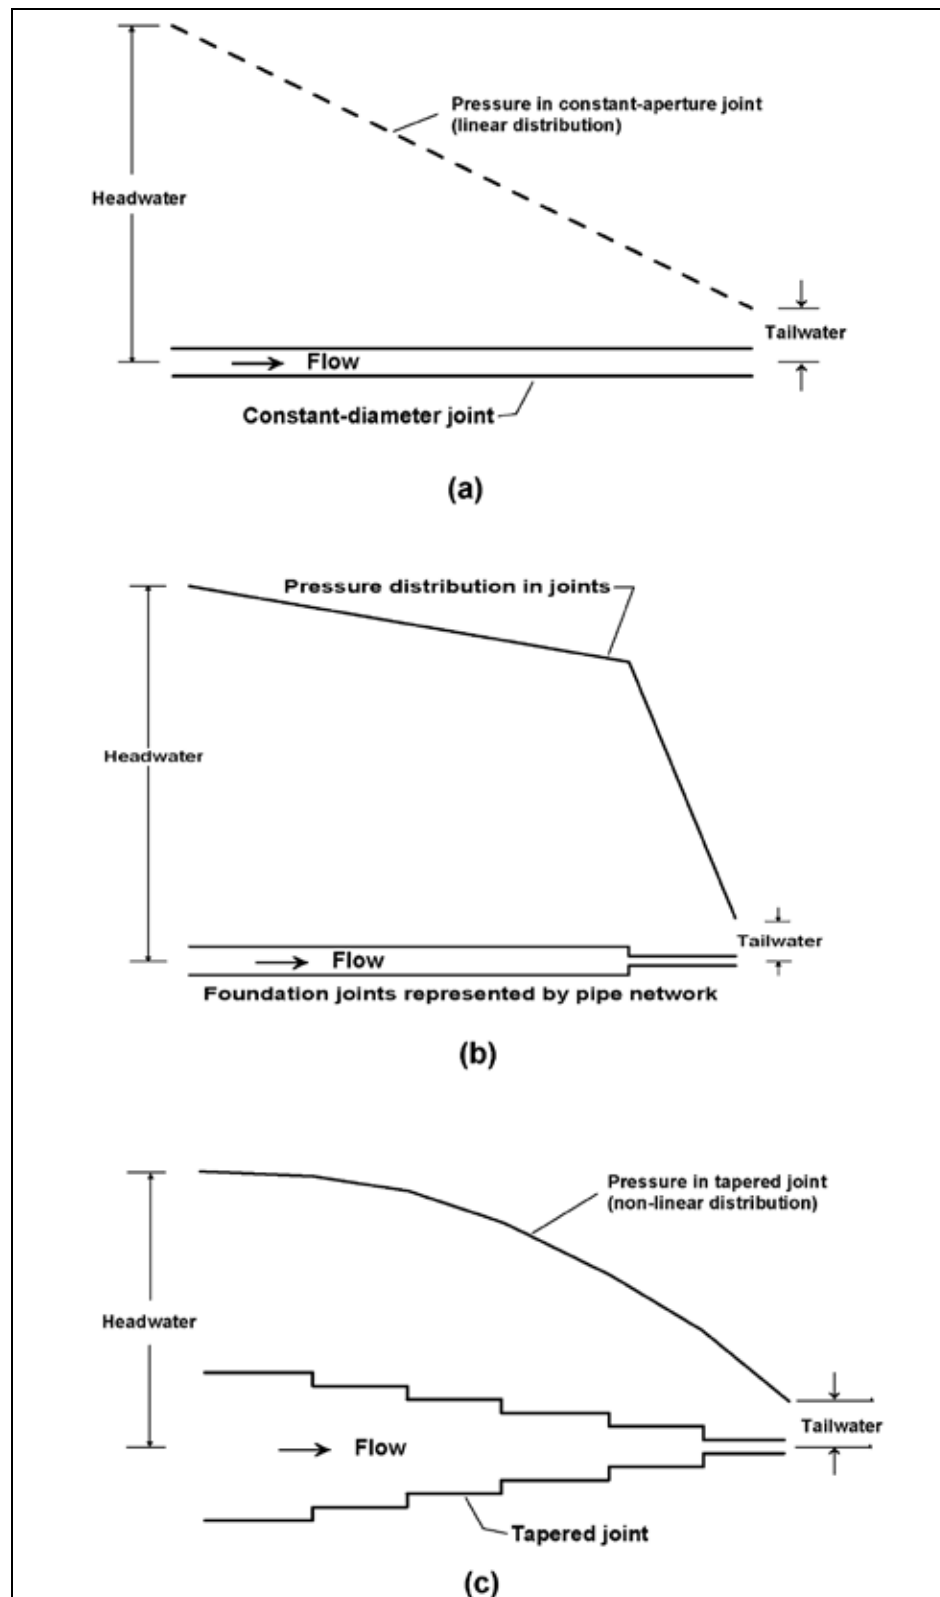 Pressure in constant-aperture joint
(linear distribution)
Headwater
Tailwater
Flow
Constant-diameter joint
(a)
Pressure distribution in joints
Headwater
Tailwater
Flow
Foundation joints represented by pipe network
(b)
Pressure in tapered joint
(non-linear distribution)
Headwater
Tailwater
Flow
Tapered joint
(c)